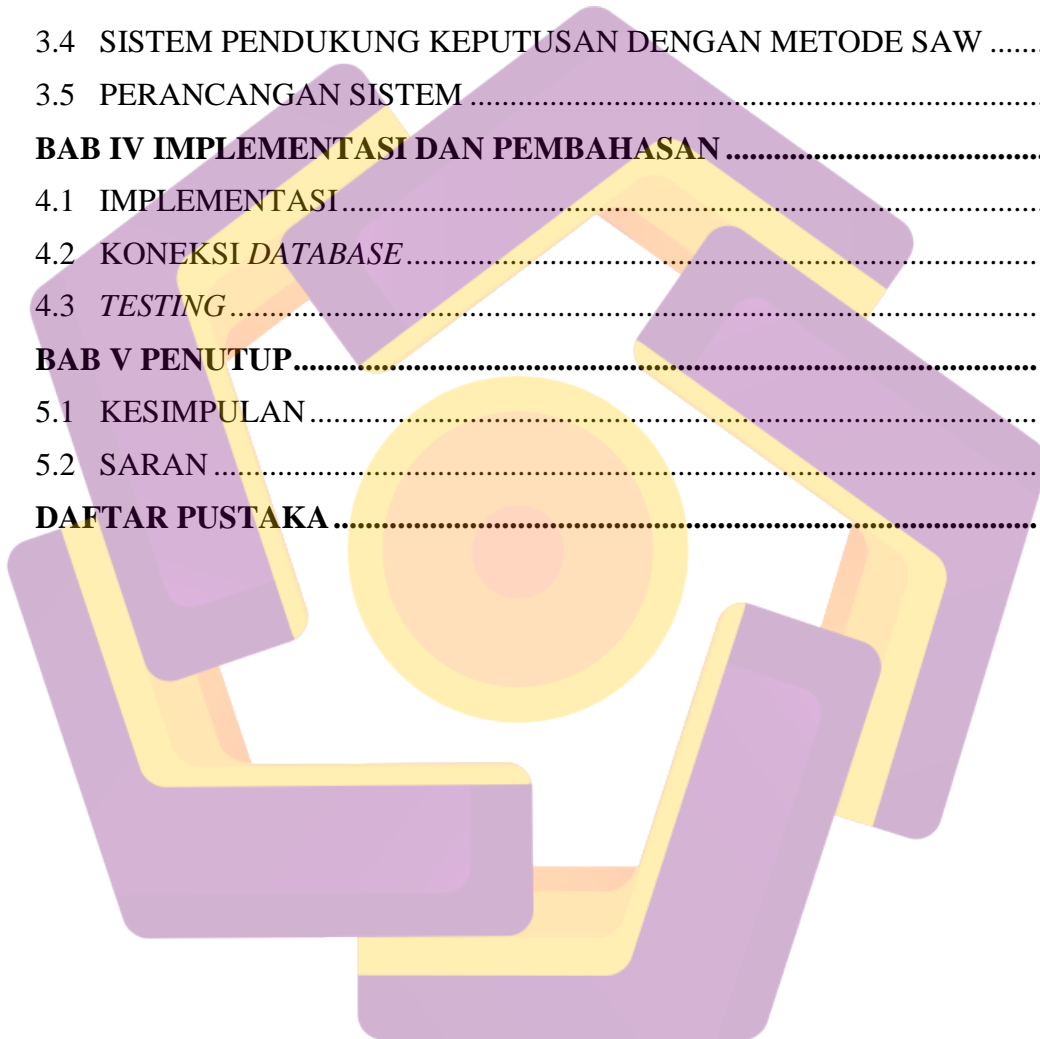 3.4 SISTEM PENDUKUNG KEPUTUSAN DENGAN METODE SAW .......
3.5 PERANCANGAN SISTEM ........................................................................
BAB IV IMPLEMENTASI DAN PEMBAHASAN .......................................
4.1 IMPLEMENTASI ........................................................................................
4.2 KONEKSI DATABASE ...............................................................................
4.3 TESTING .....................................................................................................
BAB V PENUTUP ..............................................................................................
5.1 KESIMPULAN ............................................................................................
5.2 SARAN ........................................................................................................
DAFTAR PUSTAKA .........................................................................................